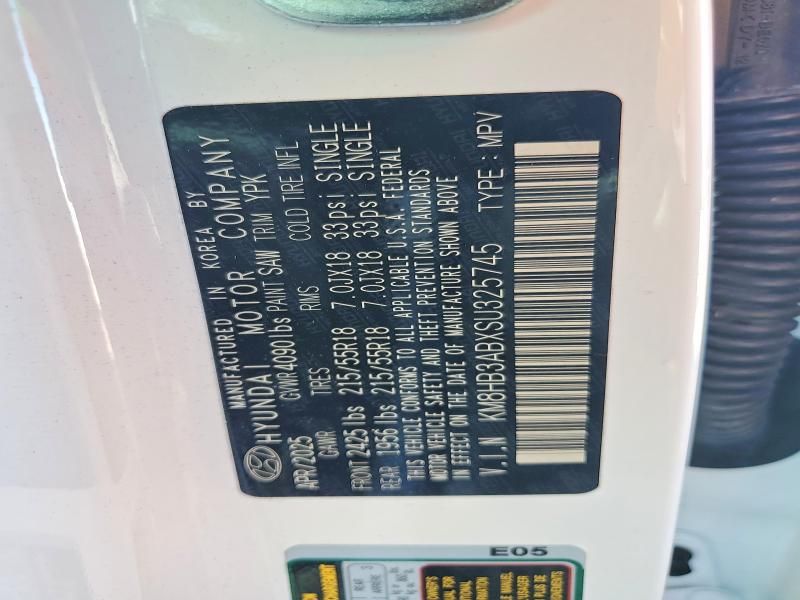 MANUFACTURED IN KOREA BY
HYUNDAI MOTOR COMPANY
APR/2025 GVWR 4090 lbs PAINT SAW TRIM YPK
GAWR TIRES RIMS COLD TIRE INFL
FRONT 2425 lbs 215/55R18 7.0JX18 33psi SINGLE
REAR 1956 lbs 215/55R18 7.0JX18 33psi SINGLE
THIS VEHICLE CONFORMS TO ALL APPLICABLE U.S.A. FEDERAL
MOTOR VEHICLE SAFETY AND THEFT PREVENTION STANDARDS
IN EFFECT ON THE DATE OF MANUFACTURE SHOWN ABOVE
V.I.N KM8HB3ABXSU325745 TYPE : MPV
E05
REAR